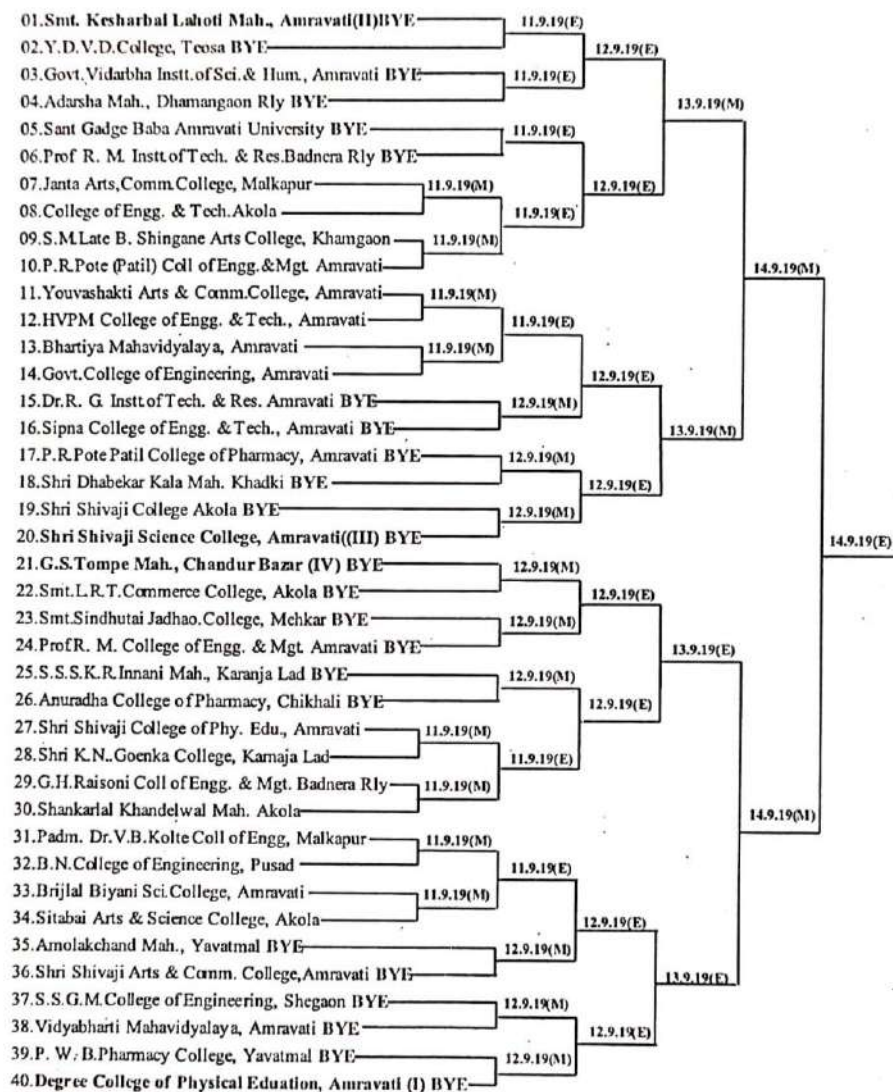 01.Smt. Kesharbai Lahoti Mah., Amravati(II)BYE
11.9.19(E)
02.Y.D.V.D.College, Teosa BYE
12.9.19(E)
03.Govt.Vidarbha Instt.of Sci.& Hum., Amravati BYE
11.9.19(E)
04.Adarsha Mah., Dhamangaon Rly BYE
13.9.19(M)
05.Sant Gadge Baba Amravati University BYE
11.9.19(E)
06.Prof R. M. Instt.of Tech. & Res.Badnera Rly BYE
07.Janta Arts,Comm.College, Malkapur
11.9.19(M)
12.9.19(E)
08.College of Engg. & Tech.Akola
11.9.19(E)
09.S.M.Late B. Shingane Arts College, Khamgaon
11.9.19(M)
10.P.R.Pote (Patil) Coll of Engg.&Mgt. Amravati
14.9.19(M)
11.Youvashakti Arts & Comm.College, Amravati
11.9.19(M)
12.HVPM College of Engg. & Tech., Amravati
11.9.19(E)
13.Bhartiya Mahavidyalaya, Amravati
11.9.19(M)
14.Govt.College of Engineering, Amravati
12.9.19(E)
15.Dr.R. G. Instt.of Tech. & Res. Amravati BYE
12.9.19(M)
16.Sipna College of Engg. & Tech., Amravati BYE
13.9.19(M)
17.P.R.Pote Patil College of Pharmacy, Amravati BYE
12.9.19(M)
18.Shri Dhabekar Kala Mah. Khadki BYE
12.9.19(E)
19.Shri Shivaji College Akola BYE
12.9.19(M)
20.Shri Shivaji Science College, Amravati((III) BYE
14.9.19(E)
21.G.S.Tompe Mah., Chandur Bazar (IV) BYE
12.9.19(M)
22.Smt.L.R.T.Commerce College, Akola BYE
12.9.19(E)
23.Smt.Sindhutai Jadhao.College, Mehkar BYE
12.9.19(M)
24.Prof.R. M. College of Engg. & Mgt. Amravati BYE
13.9.19(E)
25.S.S.S.K.R.Innani Mah., Karanja Lad BYE
12.9.19(M)
26.Anuradha College of Pharmacy, Chikhali BYE
12.9.19(E)
27.Shri Shivaji College of Phy. Edu., Amravati
11.9.19(M)
28.Shri K.N..Goenka College, Karnaja Lad
11.9.19(E)
29.G.H.Raisoni Coll of Engg. & Mgt. Badnera Rly
11.9.19(M)
30.Shankarlal Khandelwal Mah. Akola
14.9.19(M)
31.Padm. Dr.V.B.Kolte Coll of Engg, Malkapur
11.9.19(M)
32.B.N.College of Engineering, Pusad
11.9.19(E)
33.Brijlal Biyani Sci.College, Amravati
11.9.19(M)
34.Sitabai Arts & Science College, Akola
12.9.19(E)
35.Amolakchand Mah., Yavatmal BYE
12.9.19(M)
36.Shri Shivaji Arts & Comm. College,Amravati BYE
13.9.19(E)
37.S.S.G.M.College of Engineering, Shegaon BYE
12.9.19(M)
38.Vidyabharti Mahavidyalaya, Amravati BYE
12.9.19(E)
39.P. W. B.Pharmacy College, Yavatmal BYE
12.9.19(M)
40.Degree College of Physical Eduation, Amravati (I) BYE